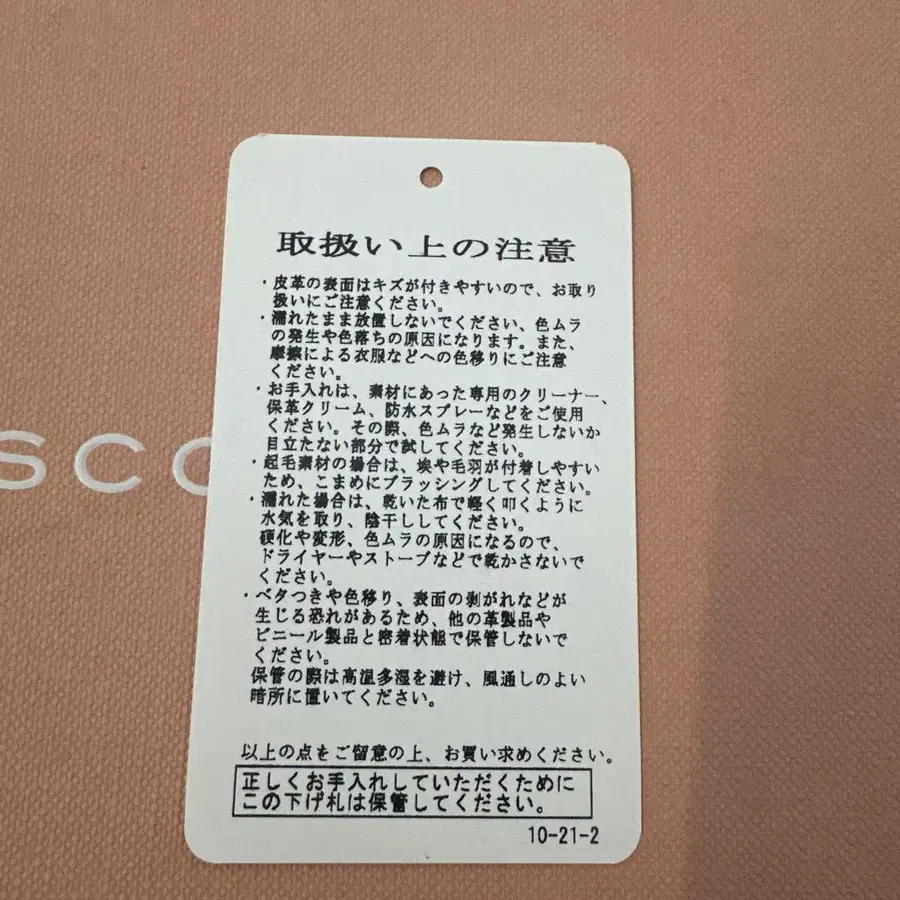 取扱い上の注意
・皮革の表面はキズが付きやすいので、お取り
扱いにご注意ください。
・濡れたまま放置しないでください、色ムラ
の発生や色落ちの原因になります。また、
摩擦による衣服などへの色移りにご注意
ください。
・お手入れは、素材にあった専用のクリーナー、
保革クリーム、防水スプレーなどをご使用
ください。その際、色ムラなど発生しないか
目立たない部分で試してください。
・起毛素材の場合は、埃や毛羽が付着しやすい
ため、こまめにブラッシングしてください。
・濡れた場合は、乾いた布で軽く叩くように
水気を取り、陰干ししてください。
硬化や変形、色ムラの原因になるので、
ドライヤーやストーブなどで乾かさないで
ください。
・ベタつきや色移り、表面の剥がれなどが
生じる恐れがあるため、他の革製品や
ビニール製品と密着状態で保管しないで
ください。
保管の際は高温多湿を避け、風通しのよい
暗所に置いてください。
以上の点をご留意の上、お買い求めください。
正しくお手入れしていただくために
この下げ札は保管してください。
10-21-2
SCO